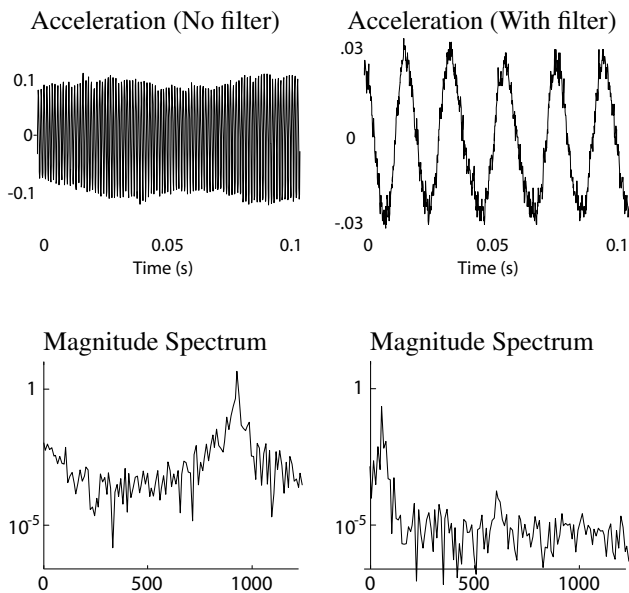 Acceleration (No filter)
0.1
0
-0.1
0 0.05 0.1
Time (s)
Acceleration (With filter)
.03
0
-.03
0 0.05 0.1
Time (s)
Magnitude Spectrum
1
10-5
0 500 1000
Magnitude Spectrum
1
10-5
0 500 1000